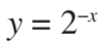 y = 2⁻ˣ